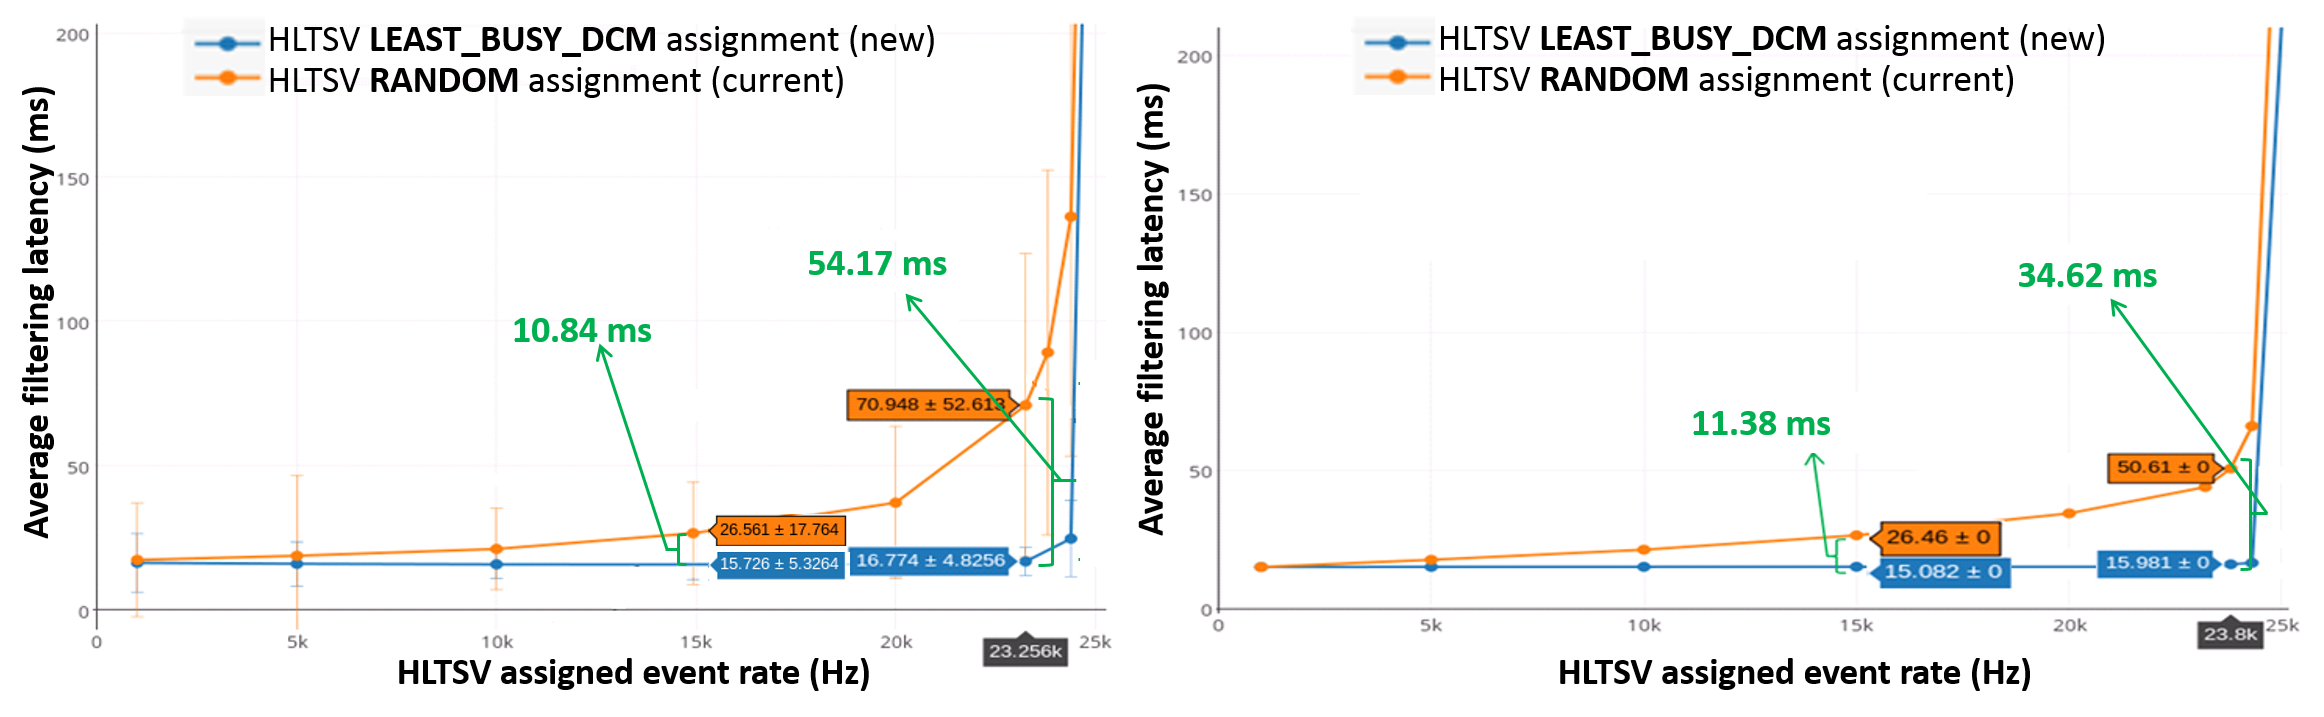 HLTSV LEAST_BUSY_DCM assignment (new)
HLTSV RANDOM assignment (current)
Average filtering latency (ms)
200
150
100
50
0
54.17 ms
10.84 ms
70.948 ± 52.613
26.561 ± 17.764
15.726 ± 5.3264
16.774 ± 4.8256
0
5k
10k
15k
20k
25k
23.256k
HLTSV assigned event rate (Hz)
HLTSV LEAST_BUSY_DCM assignment (new)
HLTSV RANDOM assignment (current)
Average filtering latency (ms)
200
150
100
50
0
34.62 ms
11.38 ms
50.61 ± 0
26.46 ± 0
15.082 ± 0
15.981 ± 0
0
5k
10k
15k
20k
25k
23.8k
HLTSV assigned event rate (Hz)